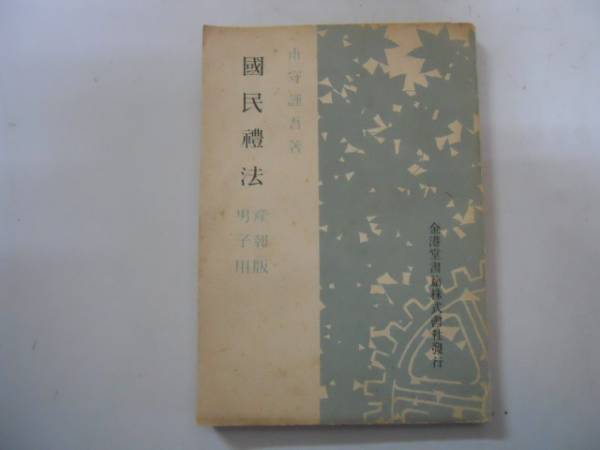 金港堂書籍株式會社發行
國民禮法
産報版
男子用